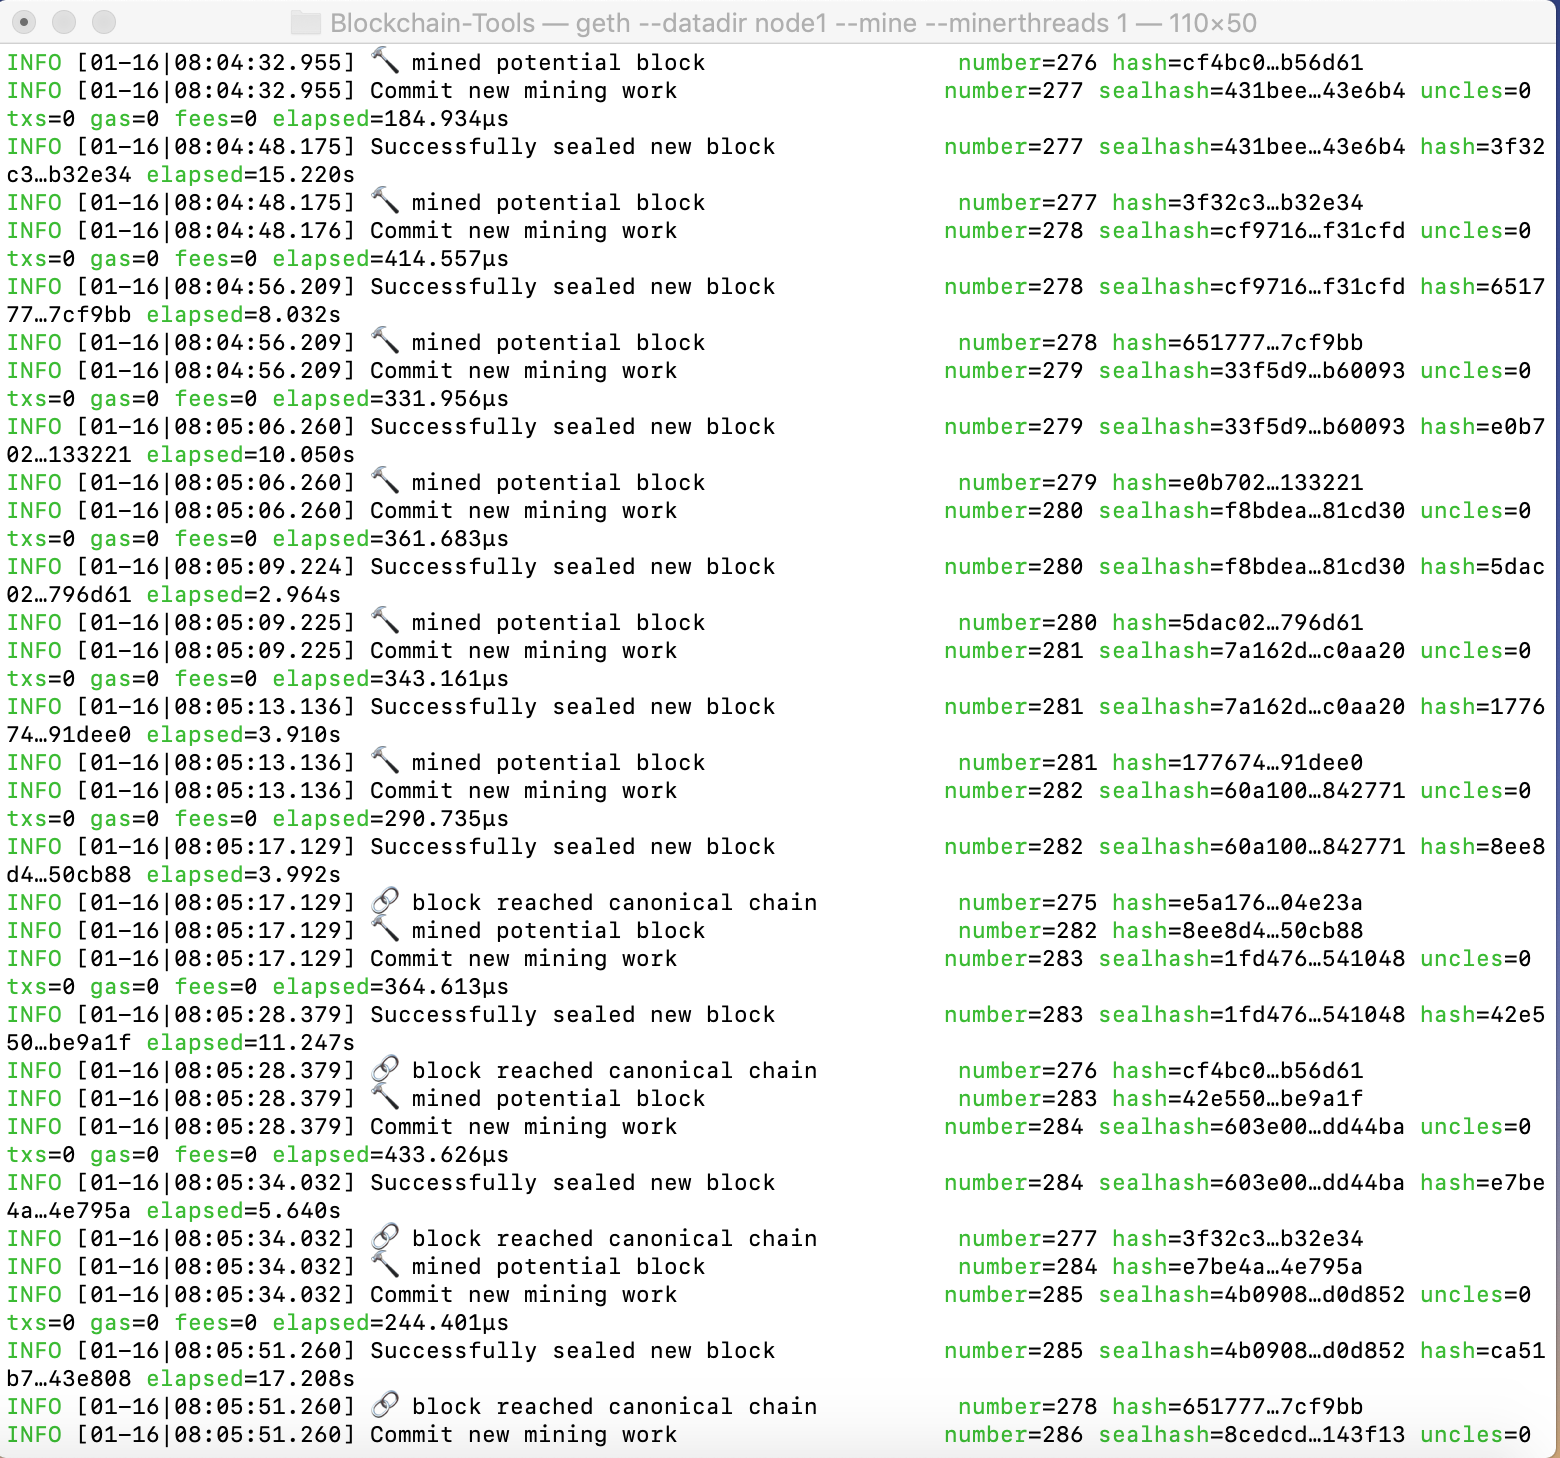 Blockchain-Tools — geth --datadir node1 --mine --minerthreads 1 — 110×50
INFO [01-16|08:04:32.955] 🔨 mined potential block number=276 hash=cf4bc0…b56d61
INFO [01-16|08:04:32.955] Commit new mining work number=277 sealhash=431bee…43e6b4 uncles=0
txs=0 gas=0 fees=0 elapsed=184.934µs
INFO [01-16|08:04:48.175] Successfully sealed new block number=277 sealhash=431bee…43e6b4 hash=3f32
c3…b32e34 elapsed=15.220s
INFO [01-16|08:04:48.175] 🔨 mined potential block number=277 hash=3f32c3…b32e34
INFO [01-16|08:04:48.176] Commit new mining work number=278 sealhash=cf9716…f31cfd uncles=0
txs=0 gas=0 fees=0 elapsed=414.557µs
INFO [01-16|08:04:56.209] Successfully sealed new block number=278 sealhash=cf9716…f31cfd hash=6517
77…7cf9bb elapsed=8.032s
INFO [01-16|08:04:56.209] 🔨 mined potential block number=278 hash=651777…7cf9bb
INFO [01-16|08:04:56.209] Commit new mining work number=279 sealhash=33f5d9…b60093 uncles=0
txs=0 gas=0 fees=0 elapsed=331.956µs
INFO [01-16|08:05:06.260] Successfully sealed new block number=279 sealhash=33f5d9…b60093 hash=e0b7
02…133221 elapsed=10.050s
INFO [01-16|08:05:06.260] 🔨 mined potential block number=279 hash=e0b702…133221
INFO [01-16|08:05:06.260] Commit new mining work number=280 sealhash=f8bdea…81cd30 uncles=0
txs=0 gas=0 fees=0 elapsed=361.683µs
INFO [01-16|08:05:09.224] Successfully sealed new block number=280 sealhash=f8bdea…81cd30 hash=5dac
02…796d61 elapsed=2.964s
INFO [01-16|08:05:09.225] 🔨 mined potential block number=280 hash=5dac02…796d61
INFO [01-16|08:05:09.225] Commit new mining work number=281 sealhash=7a162d…c0aa20 uncles=0
txs=0 gas=0 fees=0 elapsed=343.161µs
INFO [01-16|08:05:13.136] Successfully sealed new block number=281 sealhash=7a162d…c0aa20 hash=1776
74…91dee0 elapsed=3.910s
INFO [01-16|08:05:13.136] 🔨 mined potential block number=281 hash=177674…91dee0
INFO [01-16|08:05:13.136] Commit new mining work number=282 sealhash=60a100…842771 uncles=0
txs=0 gas=0 fees=0 elapsed=290.735µs
INFO [01-16|08:05:17.129] Successfully sealed new block number=282 sealhash=60a100…842771 hash=8ee8
d4…50cb88 elapsed=3.992s
INFO [01-16|08:05:17.129] 🔗 block reached canonical chain number=275 hash=e5a176…04e23a
INFO [01-16|08:05:17.129] 🔨 mined potential block number=282 hash=8ee8d4…50cb88
INFO [01-16|08:05:17.129] Commit new mining work number=283 sealhash=1fd476…541048 uncles=0
txs=0 gas=0 fees=0 elapsed=364.613µs
INFO [01-16|08:05:28.379] Successfully sealed new block number=283 sealhash=1fd476…541048 hash=42e5
50…be9a1f elapsed=11.247s
INFO [01-16|08:05:28.379] 🔗 block reached canonical chain number=276 hash=cf4bc0…b56d61
INFO [01-16|08:05:28.379] 🔨 mined potential block number=283 hash=42e550…be9a1f
INFO [01-16|08:05:28.379] Commit new mining work number=284 sealhash=603e00…dd44ba uncles=0
txs=0 gas=0 fees=0 elapsed=433.626µs
INFO [01-16|08:05:34.032] Successfully sealed new block number=284 sealhash=603e00…dd44ba hash=e7be
4a…4e795a elapsed=5.640s
INFO [01-16|08:05:34.032] 🔗 block reached canonical chain number=277 hash=3f32c3…b32e34
INFO [01-16|08:05:34.032] 🔨 mined potential block number=284 hash=e7be4a…4e795a
INFO [01-16|08:05:34.032] Commit new mining work number=285 sealhash=4b0908…d0d852 uncles=0
txs=0 gas=0 fees=0 elapsed=244.401µs
INFO [01-16|08:05:51.260] Successfully sealed new block number=285 sealhash=4b0908…d0d852 hash=ca51
b7…43e808 elapsed=17.208s
INFO [01-16|08:05:51.260] 🔗 block reached canonical chain number=278 hash=651777…7cf9bb
INFO [01-16|08:05:51.260] Commit new mining work number=286 sealhash=8cedcd…143f13 uncles=0